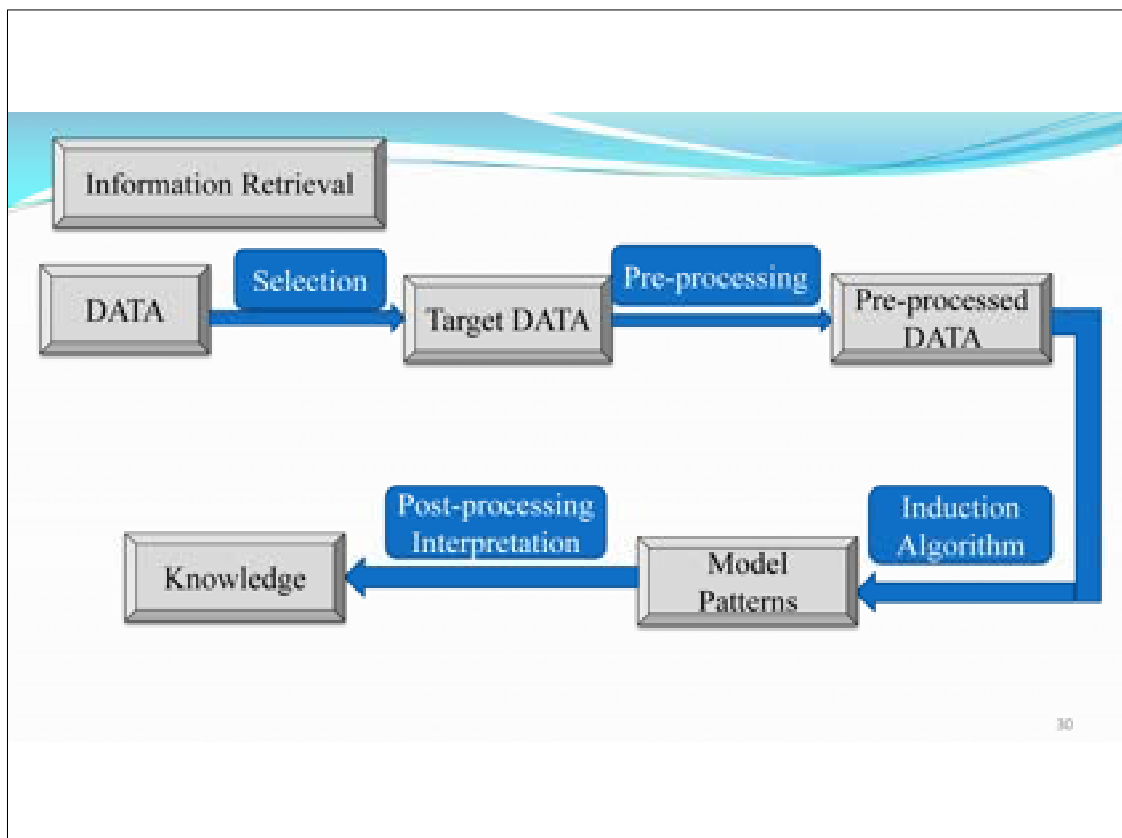 Information Retrieval
DATA
Selection
Target DATA
Pre-processing
Pre-processed
DATA
Induction
Algorithm
Model
Patterns
Post-processing
Interpretation
Knowledge
30